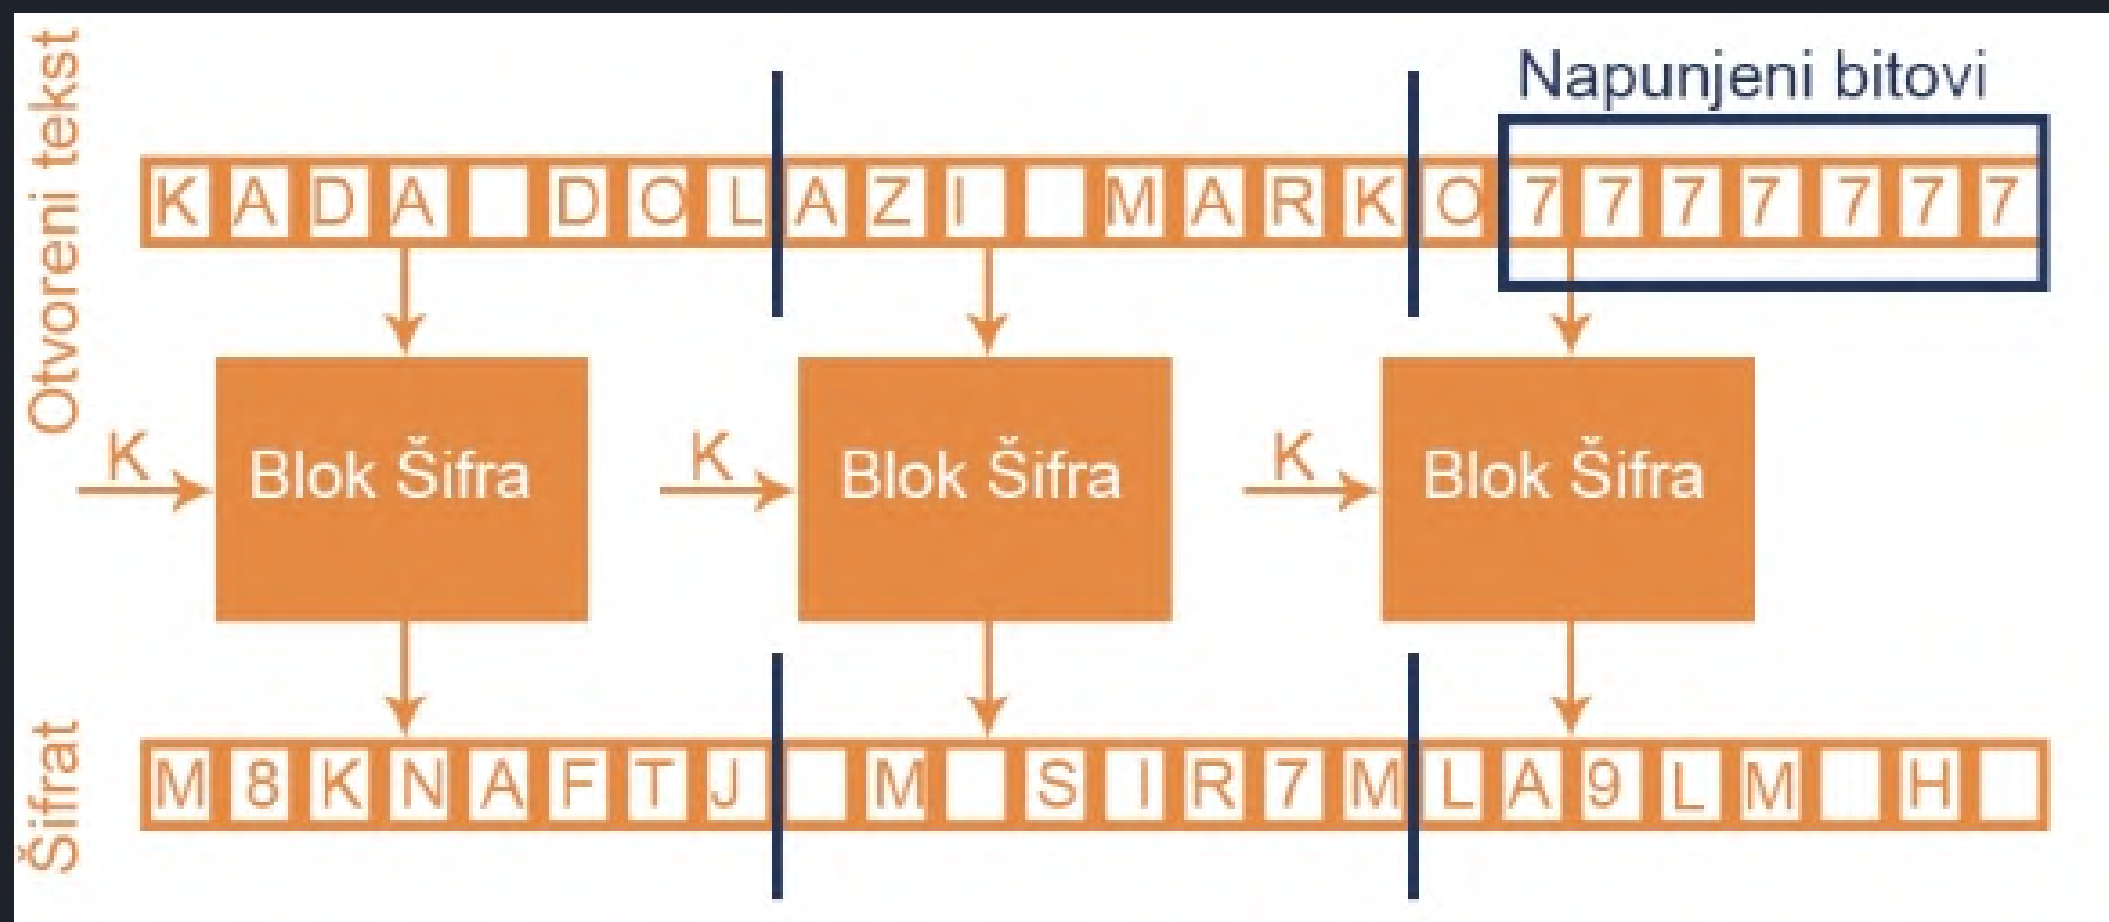 Napunjeni bitovi
Otvoreni tekst
K A D A D O L A Z I M A R K O 7 7 7 7 7 7 7
K Blok Šifra K Blok Šifra K Blok Šifra
Šifrat
M 8 K N A F T J M S I R 7 M L A 9 L M H